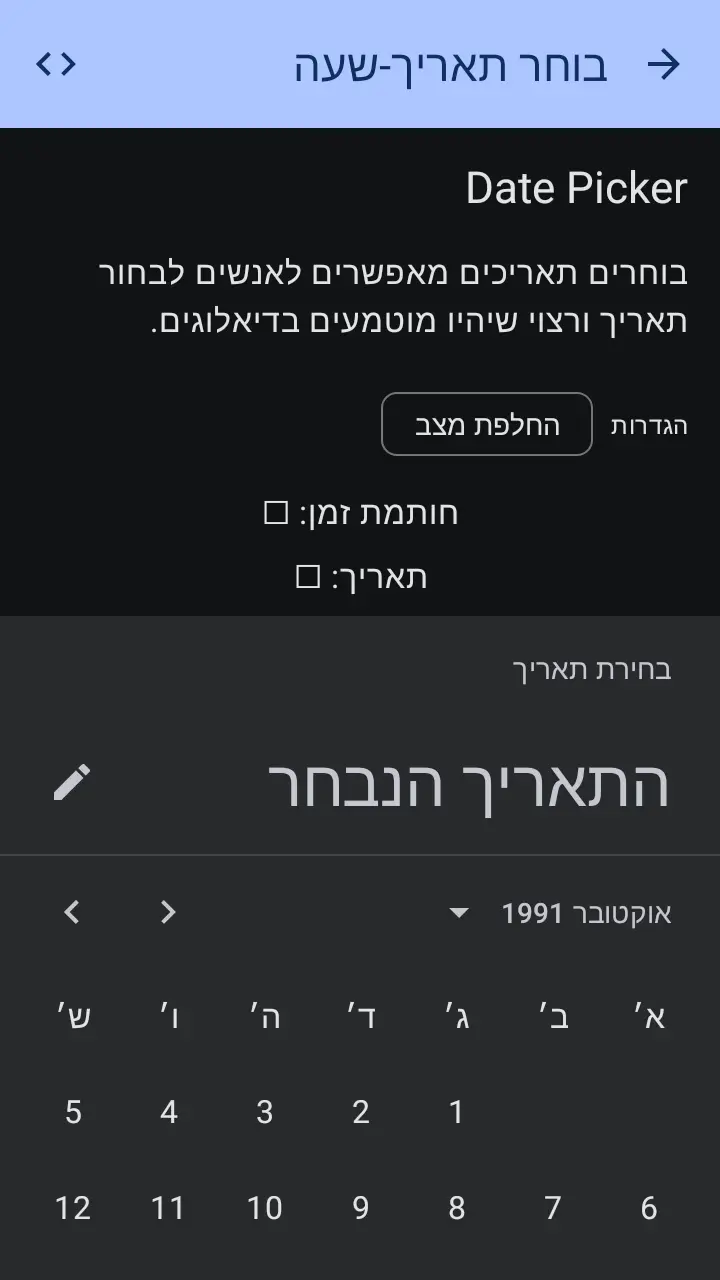 בוחר תאריך-שעה
Date Picker
בוחרים תאריכים מאפשרים לאנשים לבחור
תאריך ורצוי שיהיו מוטמעים בדיאלוגים.
הגדרות החלפת מצב
חותמת זמן: ☐
תאריך: ☐
בחירת תאריך
התאריך הנבחר
אוקטובר 1991
א׳ ב׳ ג׳ ד׳ ה׳ ו׳ ש׳
1 2 3 4 5
6 7 8 9 10 11 12